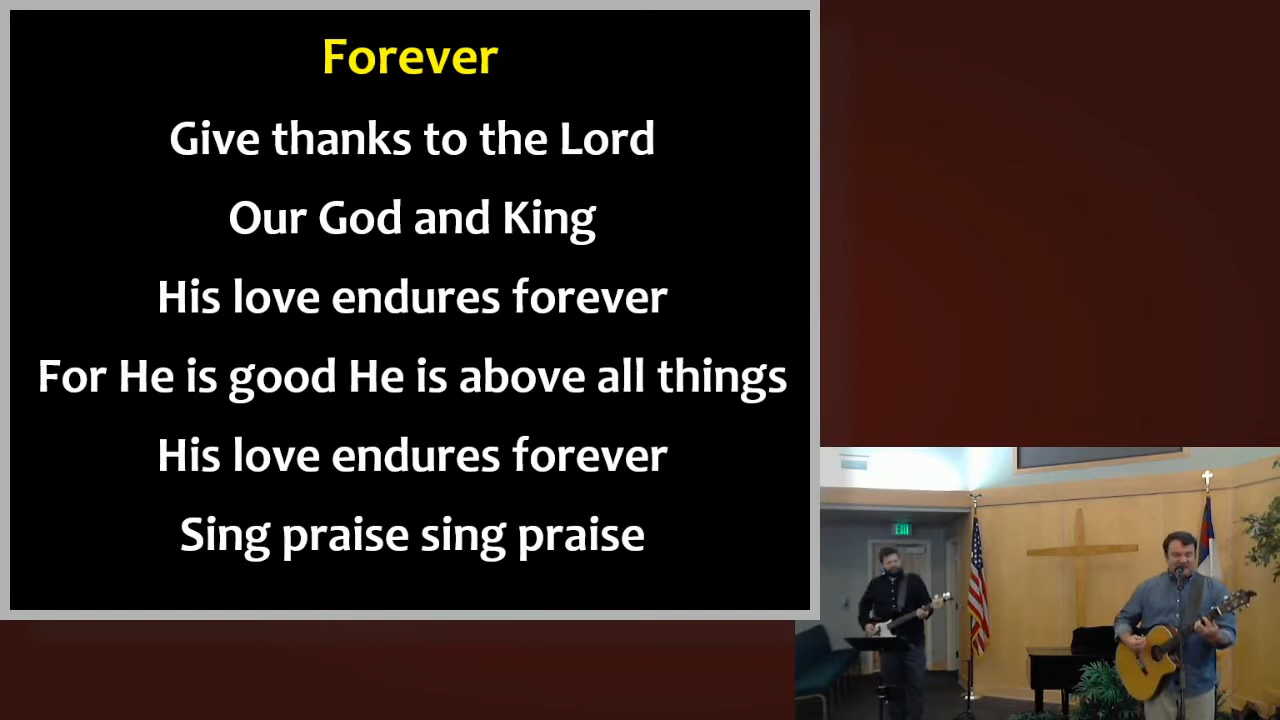 Forever
Give thanks to the Lord
Our God and King
His love endures forever
For He is good He is above all things
His love endures forever
Sing praise sing praise
EXIT